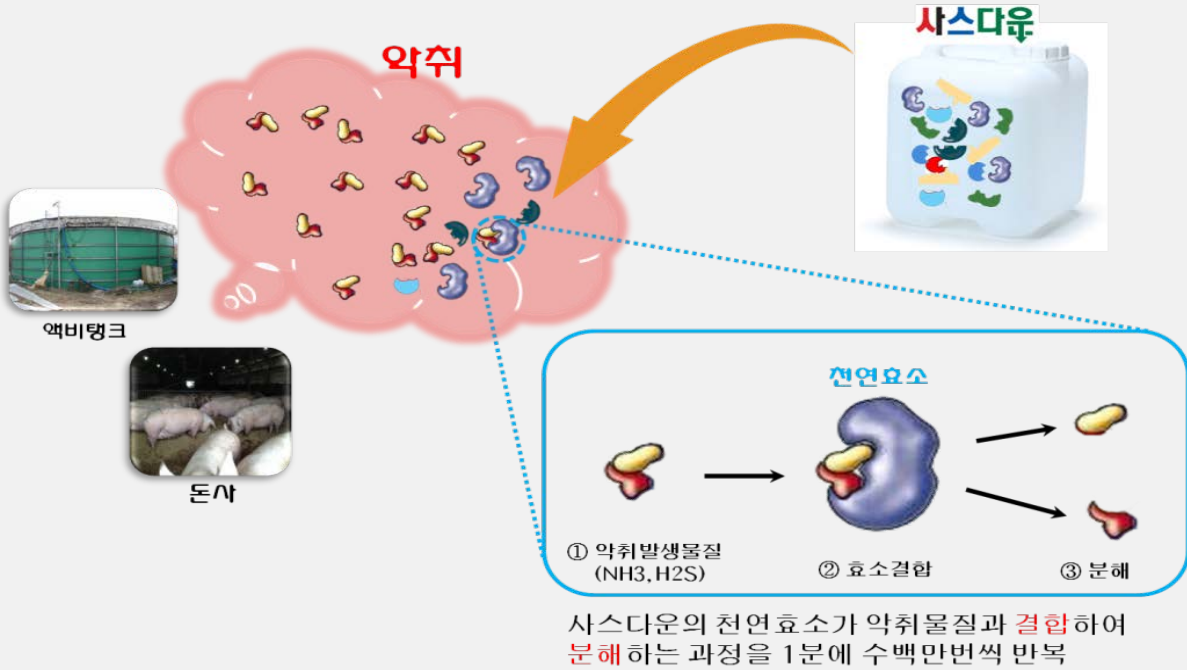 사스다운
악취
액비탱크
돈사
천연효소
① 악취발생물질
(NH3, H2S)
② 효소결합
③ 분해
사스다운의 천연효소가 악취물질과 결합하여
분해하는 과정을 1분에 수백만번씩 반복